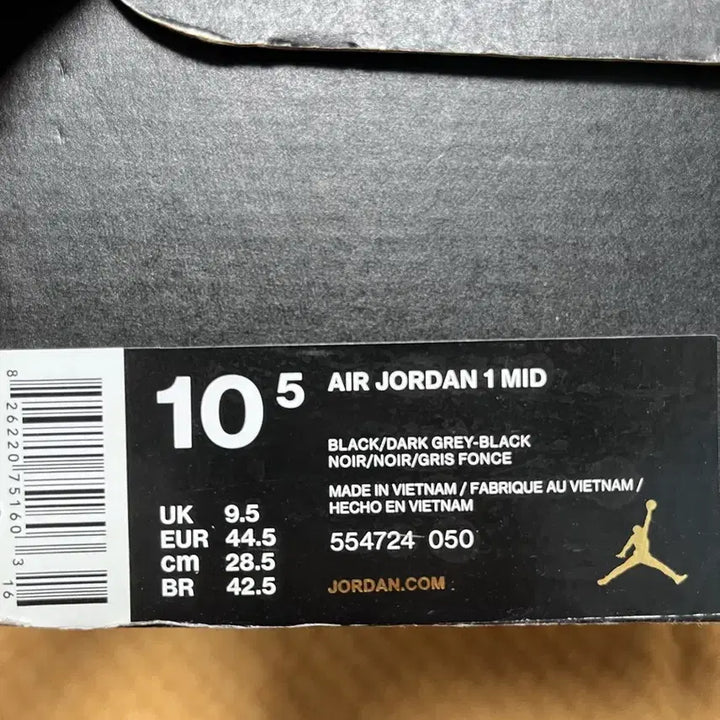 8 26220 75160 3 16
10 5
AIR JORDAN 1 MID
BLACK/DARK GREY-BLACK
NOIR/NOIR/GRIS FONCE
MADE IN VIETNAM / FABRIQUE AU VIETNAM /
HECHO EN VIETNAM
554724 050
JORDAN.COM
UK 9.5
EUR 44.5
cm 28.5
BR 42.5